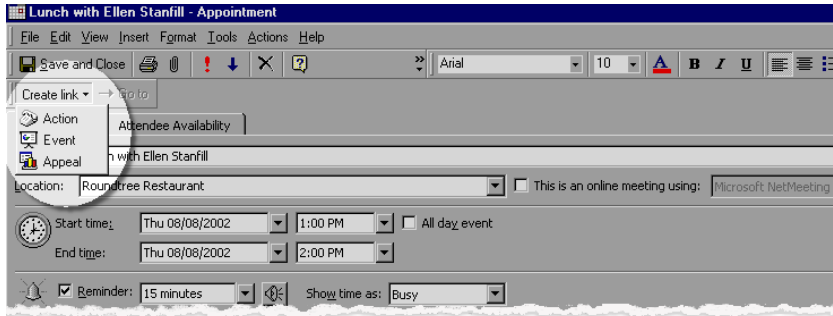 Lunch with Ellen Stanfill - Appointment
File Edit View Insert Format Tools Actions Help
Save and Close Arial 10 A B I U
Create link Go to
Action
Attendee Availability
Event
with Ellen Stanfill
Appeal
Location: Roundtree Restaurant This is an online meeting using: Microsoft NetMeeting
Start time: Thu 08/08/2002 1:00 PM All day event
End time: Thu 08/08/2002 2:00 PM
Reminder: 15 minutes Show time as: Busy